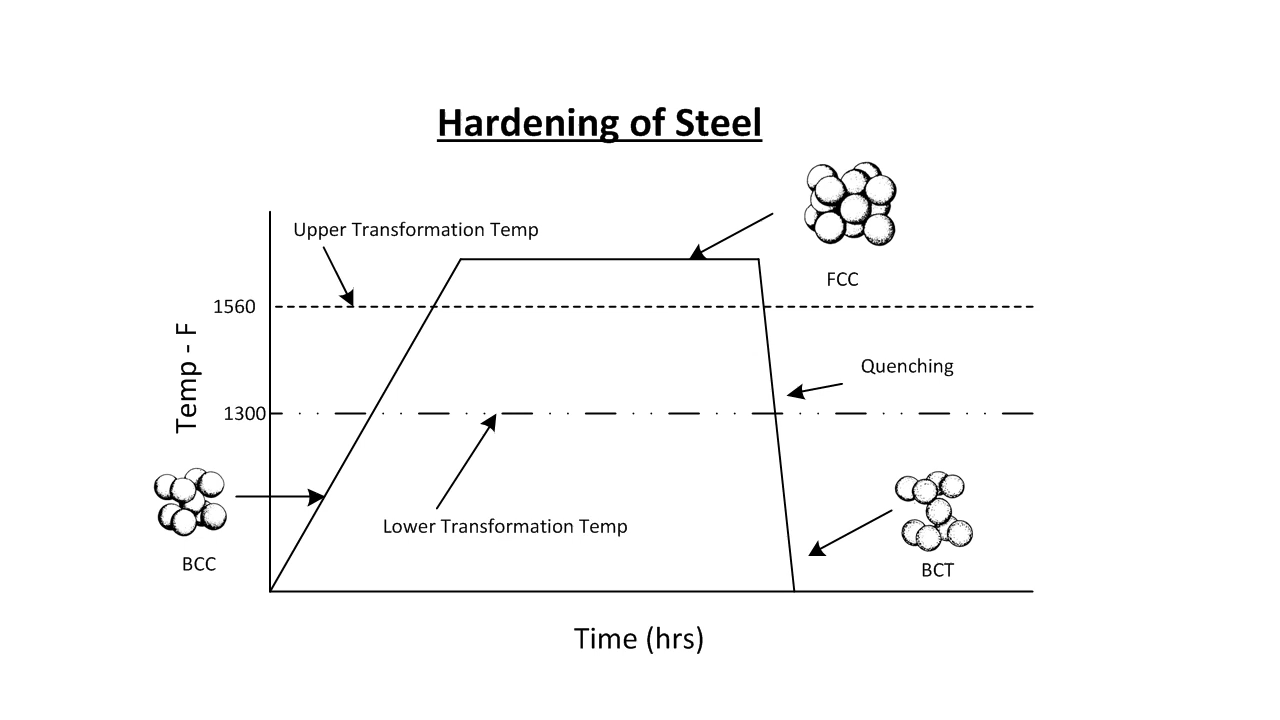 Hardening of Steel
Upper Transformation Temp
FCC
1560
Temp - F
Quenching
1300
Lower Transformation Temp
BCC
BCT
Time (hrs)